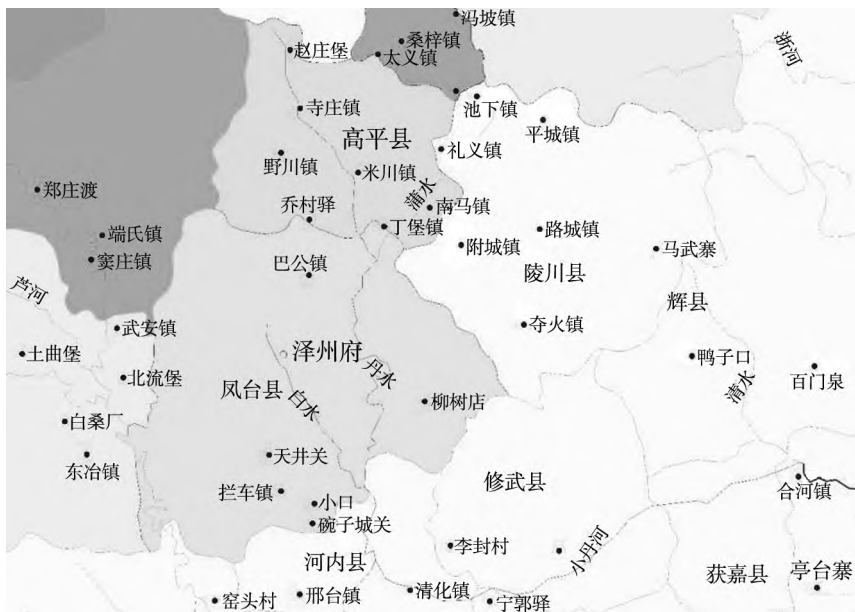 冯坡镇
桑梓镇
赵庄堡
太义镇
浙河
池下镇
寺庄镇
平城镇
高平县
礼义镇
野川镇
米川镇
郑庄渡
蒲水
乔村驿
南马镇
丁堡镇
路城镇
端氏镇
附城镇
马武寨
窦庄镇
巴公镇
陵川县
芦河
辉县
武安镇
夺火镇
土曲堡
泽州府
鸭子口
丹水
百门泉
北流堡
凤台县
清水
白水
柳树店
白桑厂
天井关
东冶镇
修武县
拦车镇
合河镇
小口
碗子城关
李封村
小丹河
河内县
获嘉县
亭台寨
清化镇
邢台镇
窑头村
宁郭驿